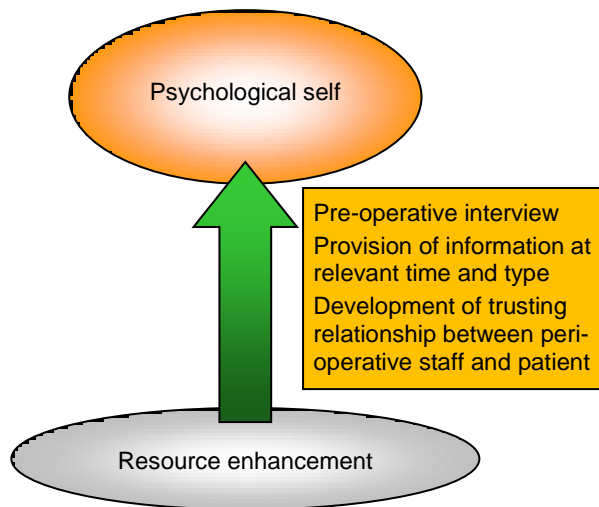 Psychological self
Pre-operative interview
Provision of information at
relevant time and type
Development of trusting
relationship between peri-
operative staff and patient
Resource enhancement